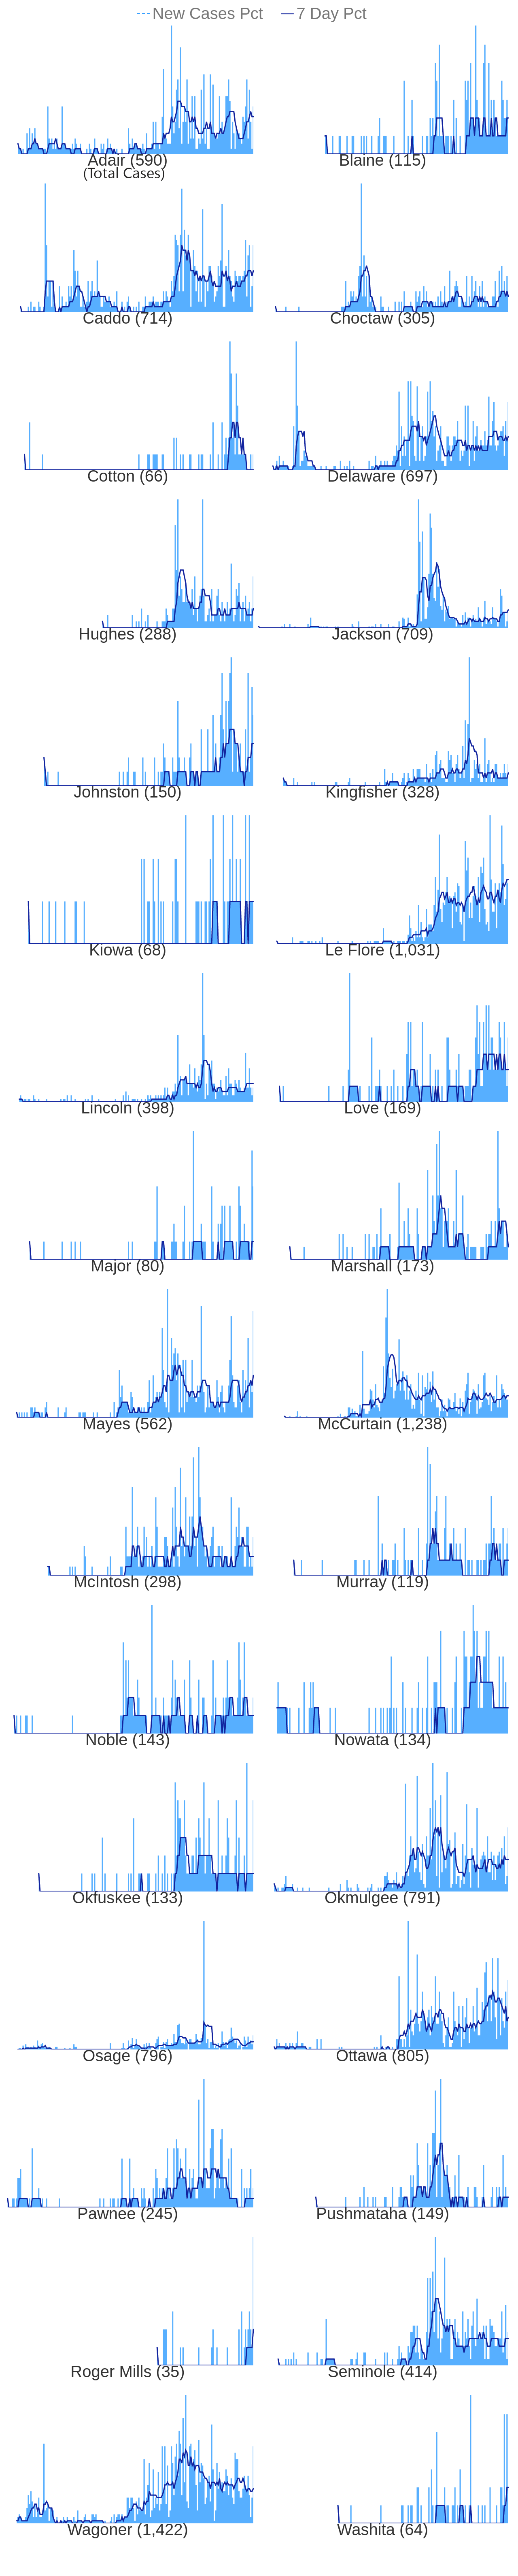 New Cases Pct 7 Day Pct
Adair (590) Blaine (115)
(Total Cases)
Caddo (714) Choctaw (305)
Cotton (66) Delaware (697)
Hughes (288) Jackson (709)
Johnston (150) Kingfisher (328)
Kiowa (68) Le Flore (1,031)
Lincoln (398) Love (169)
Major (80) Marshall (173)
Mayes (562) McCurtain (1,238)
McIntosh (298) Murray (119)
Noble (143) Nowata (134)
Okfuskee (133) Okmulgee (791)
Osage (796) Ottawa (805)
Pawnee (245) Pushmataha (149)
Roger Mills (35) Seminole (414)
Wagoner (1,422) Washita (64)